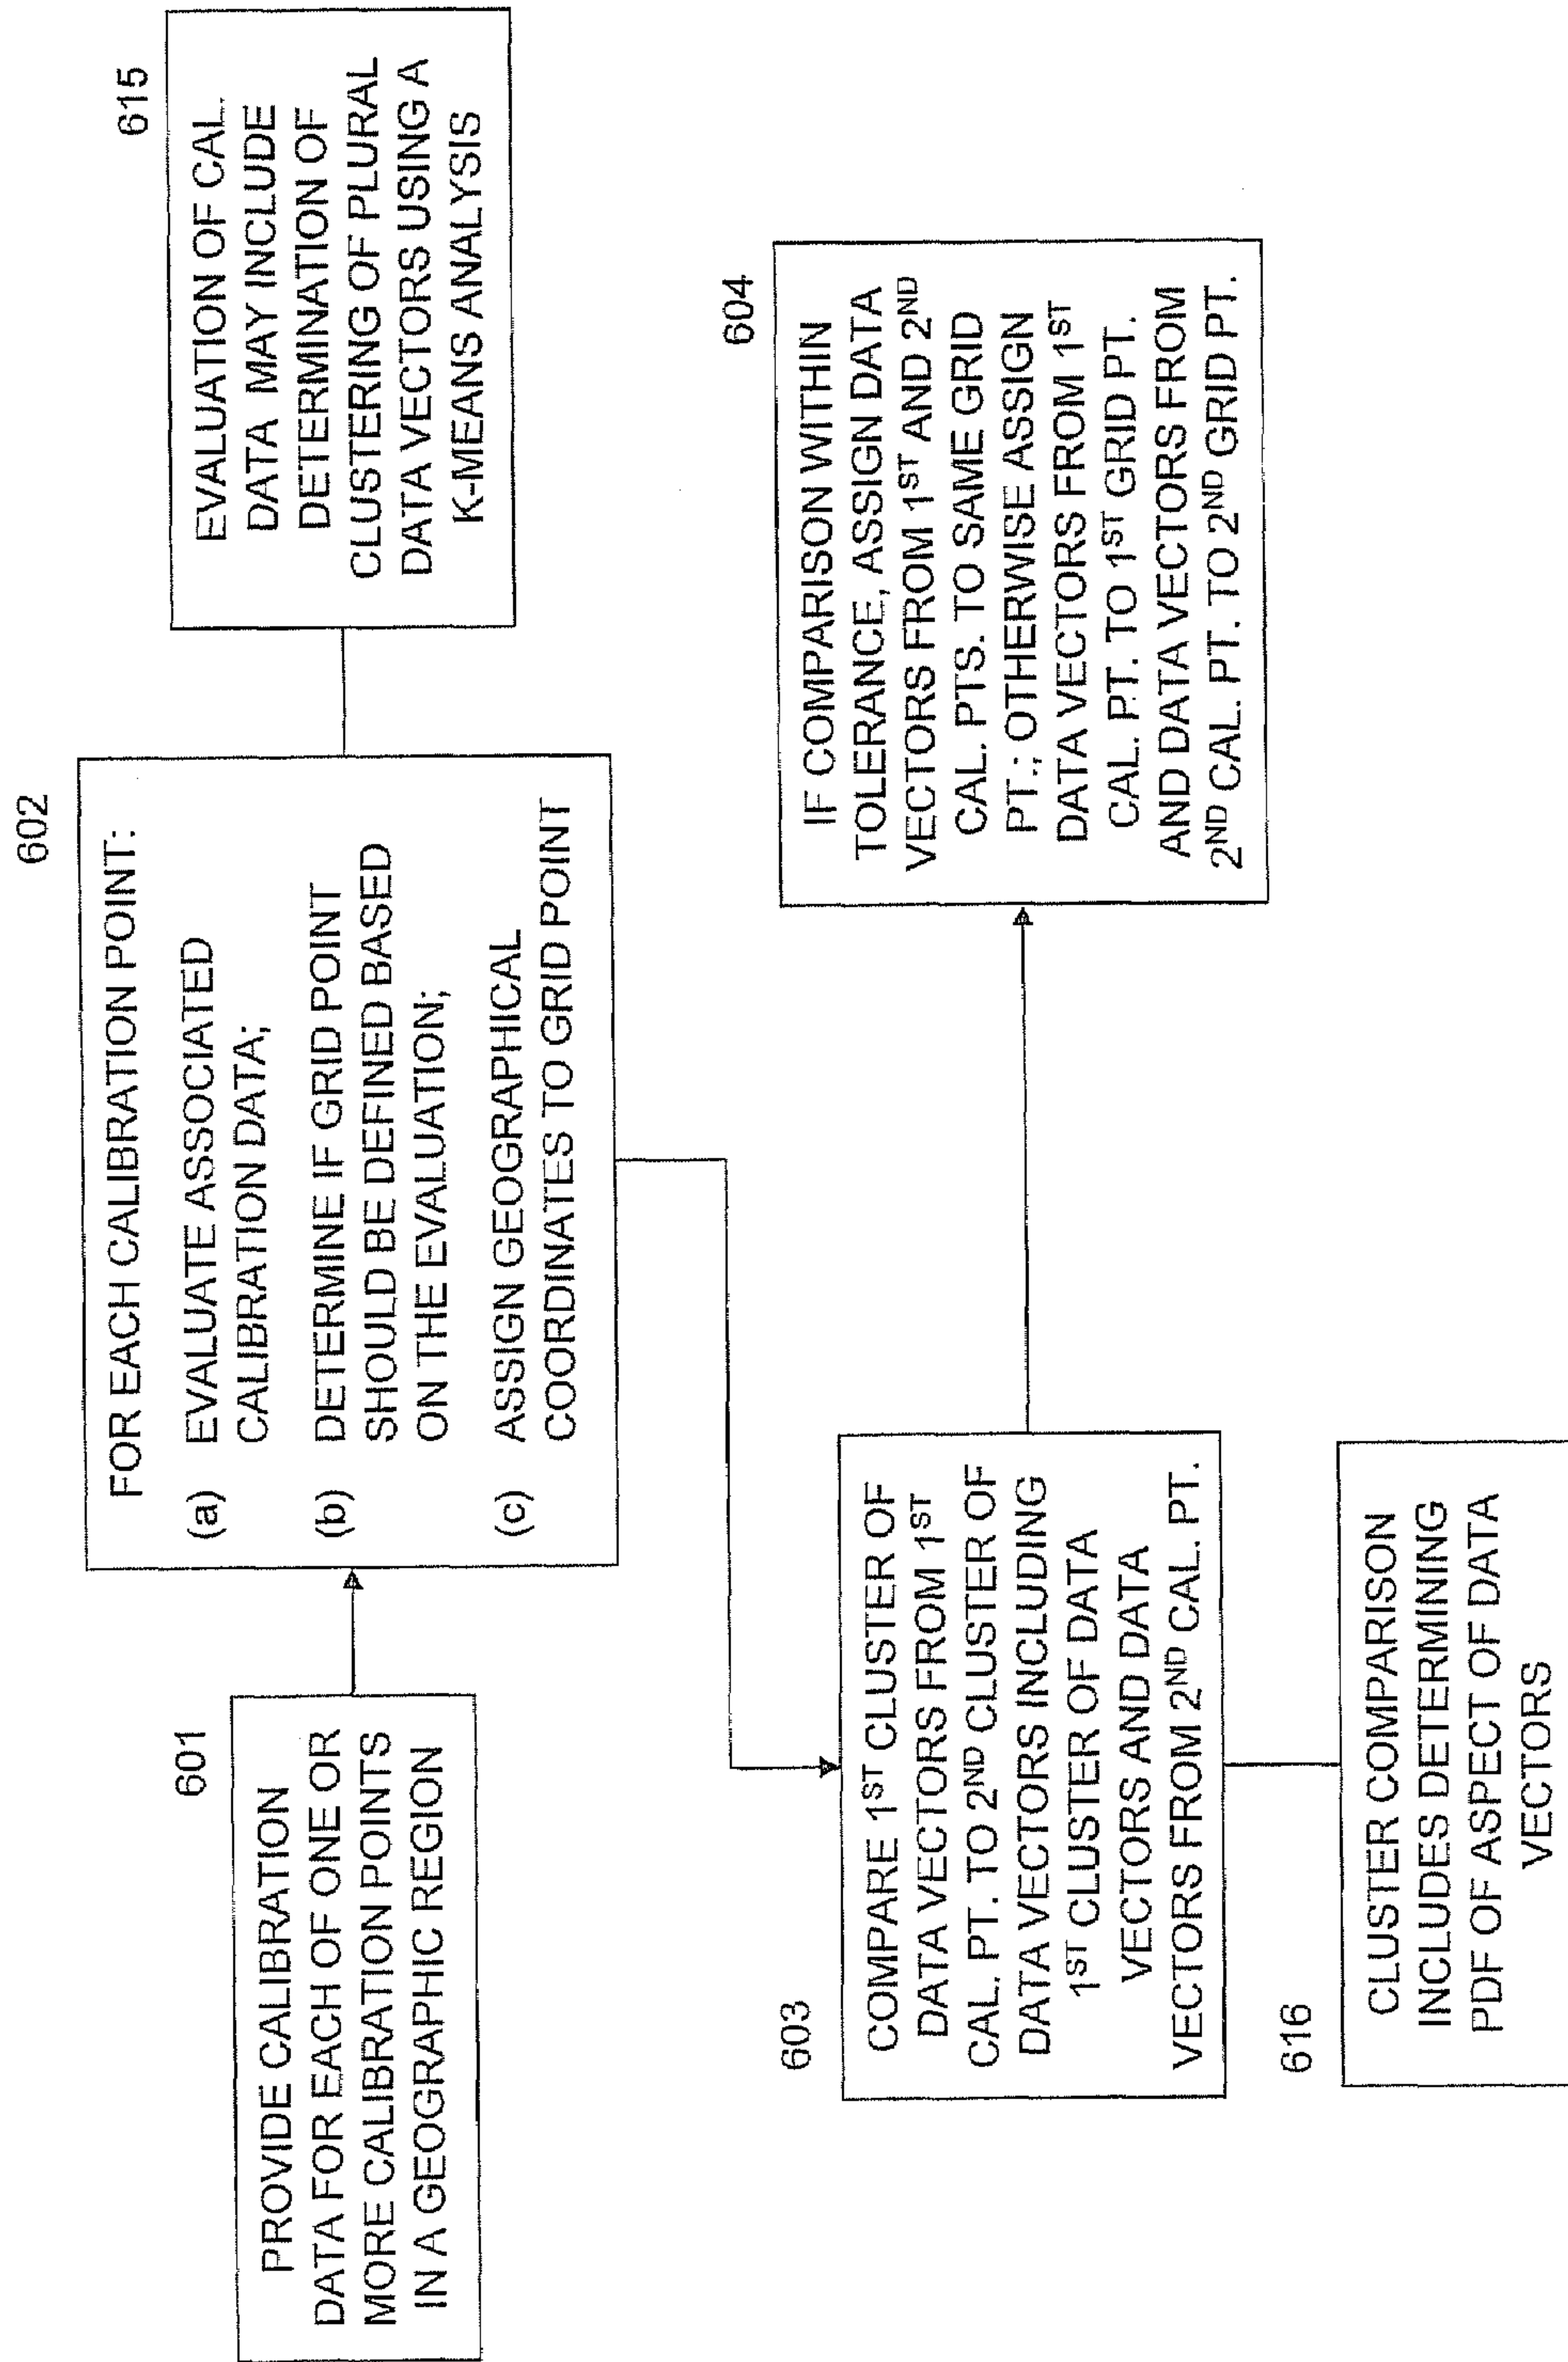 601
PROVIDE CALIBRATION
DATA FOR EACH OF ONE OR
MORE CALIBRATION POINTS
IN A GEOGRAPHIC REGION
602
FOR EACH CALIBRATION POINT:
(a) EVALUATE ASSOCIATED
CALIBRATION DATA;
(b) DETERMINE IF GRID POINT
SHOULD BE DEFINED BASED
ON THE EVALUATION;
(c) ASSIGN GEOGRAPHICAL
COORDINATES TO GRID POINT
615
EVALUATION OF CAL.
DATA MAY INCLUDE
DETERMINATION OF
CLUSTERING OF PLURAL
DATA VECTORS USING A
K-MEANS ANALYSIS
603
COMPARE 1ST CLUSTER OF
DATA VECTORS FROM 1ST
CAL. PT. TO 2ND CLUSTER OF
DATA VECTORS INCLUDING
1ST CLUSTER OF DATA
VECTORS AND DATA
VECTORS FROM 2ND CAL. PT.
604
IF COMPARISON WITHIN
TOLERANCE, ASSIGN DATA
VECTORS FROM 1ST AND 2ND
CAL. PTS. TO SAME GRID
PT.; OTHERWISE ASSIGN
DATA VECTORS FROM 1ST
CAL. PT. TO 1ST GRID PT.
AND DATA VECTORS FROM
2ND CAL. PT. TO 2ND GRID PT.
616
CLUSTER COMPARISON
INCLUDES DETERMINING
PDF OF ASPECT OF DATA
VECTORS